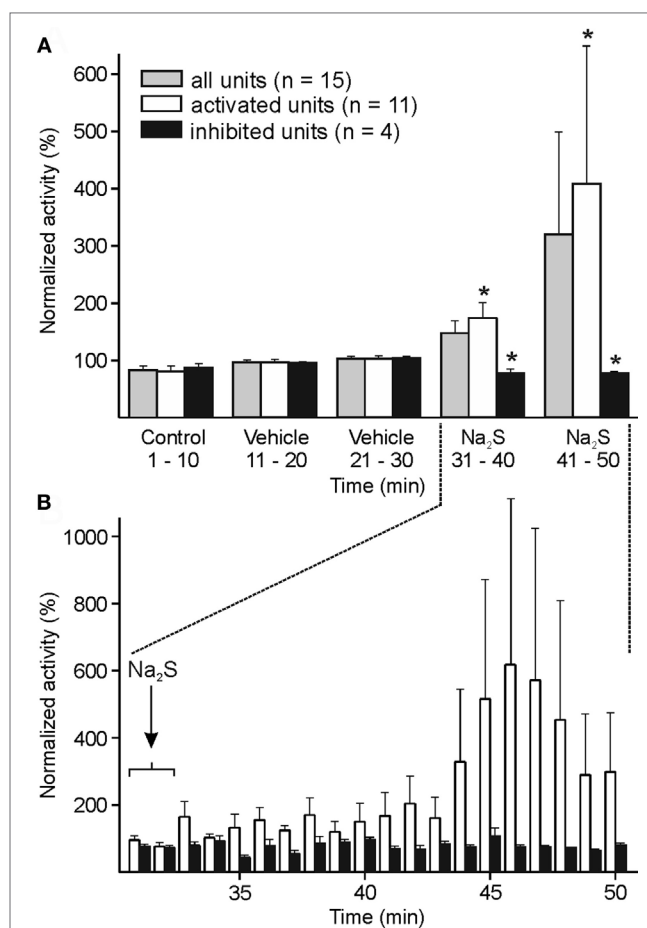 A
Normalized activity (%)
600
500
400
300
200
100
all units (n = 15)
activated units (n = 11)
inhibited units (n = 4)
*
*
*
*
Control
1 - 10
Vehicle
11 - 20
Vehicle
21 - 30
Na₂S
31 - 40
Na₂S
41 - 50
Time (min)
B
Normalized activity (%)
1000
600
400
200
Na₂S
35
40
45
50
Time (min)